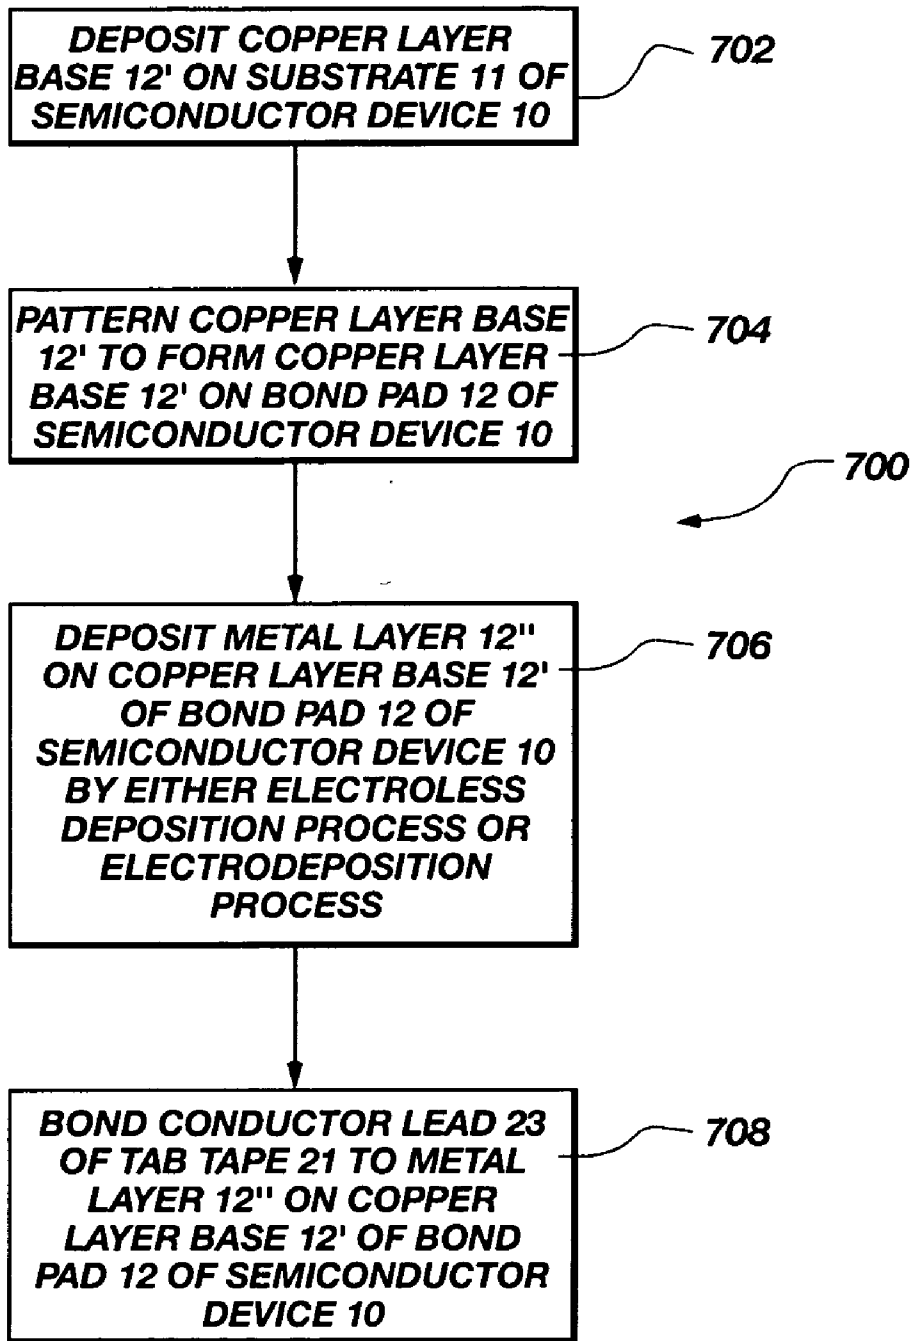 DEPOSIT COPPER LAYER
BASE 12' ON SUBSTRATE 11 OF
SEMICONDUCTOR DEVICE 10
702
PATTERN COPPER LAYER BASE
12' TO FORM COPPER LAYER
BASE 12' ON BOND PAD 12 OF
SEMICONDUCTOR DEVICE 10
704
700
DEPOSIT METAL LAYER 12"
ON COPPER LAYER BASE 12'
OF BOND PAD 12 OF
SEMICONDUCTOR DEVICE 10
BY EITHER ELECTROLESS
DEPOSITION PROCESS OR
ELECTRODEPOSITION
PROCESS
706
BOND CONDUCTOR LEAD 23
OF TAB TAPE 21 TO METAL
LAYER 12" ON COPPER
LAYER BASE 12' OF BOND
PAD 12 OF SEMICONDUCTOR
DEVICE 10
708